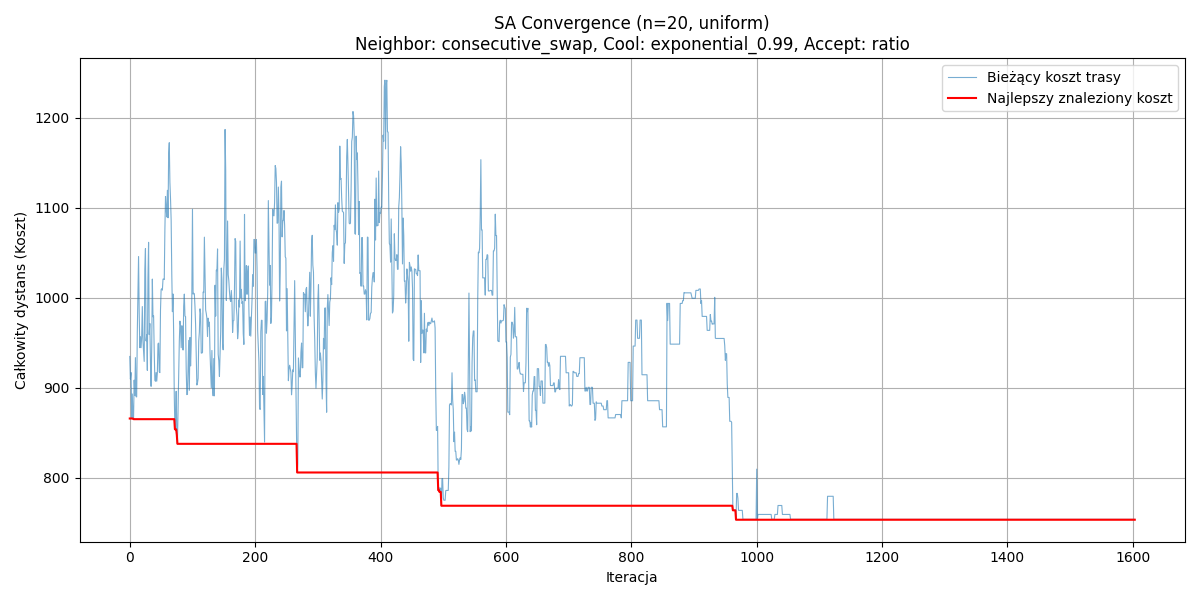 SA Convergence (n=20, uniform)
Neighbor: consecutive_swap, Cool: exponential_0.99, Accept: ratio
Bieżący koszt trasy
Najlepszy znaleziony koszt
Całkowity dystans (Koszt)
1200
1100
1000
900
800
0 200 400 600 800 1000 1200 1400 1600
Iteracja